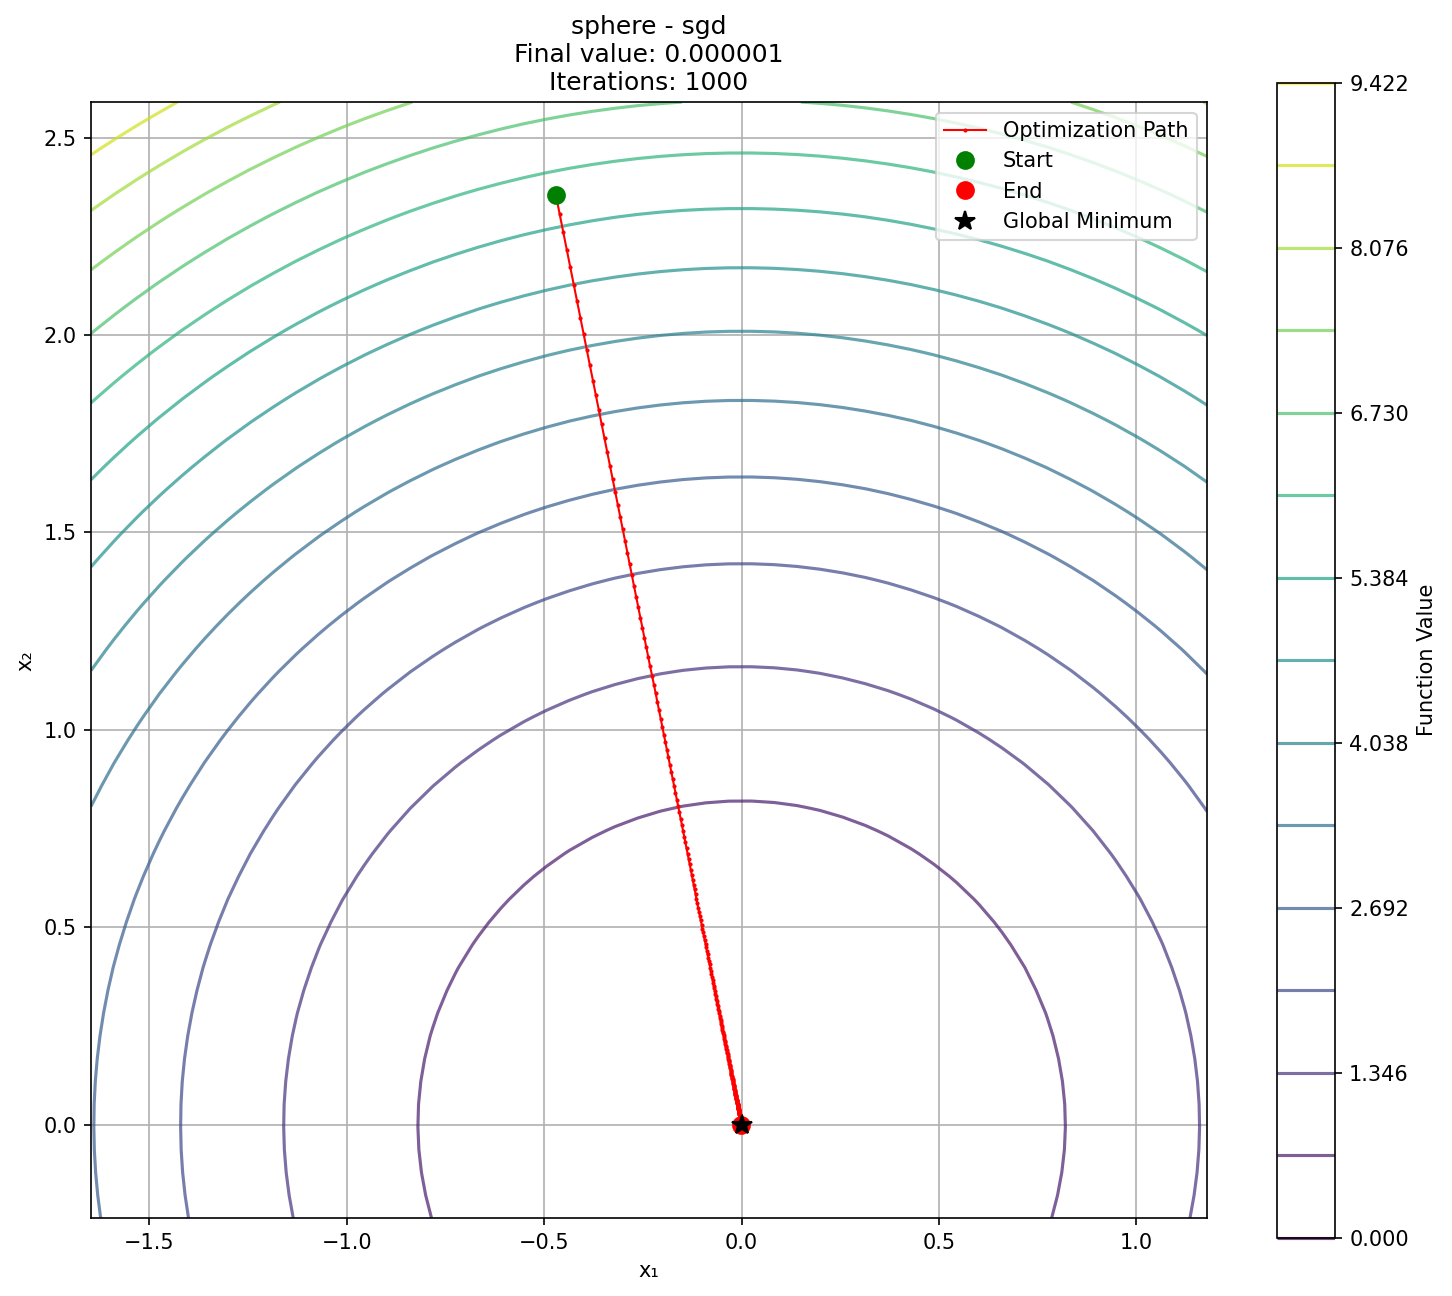 sphere - sgd
Final value: 0.000001
Iterations: 1000
Optimization Path
Start
End
Global Minimum
2.5
2.0
1.5
1.0
0.5
0.0
x₂
−1.5
−1.0
−0.5
0.0
0.5
1.0
x₁
9.422
8.076
6.730
5.384
4.038
2.692
1.346
0.000
Function Value